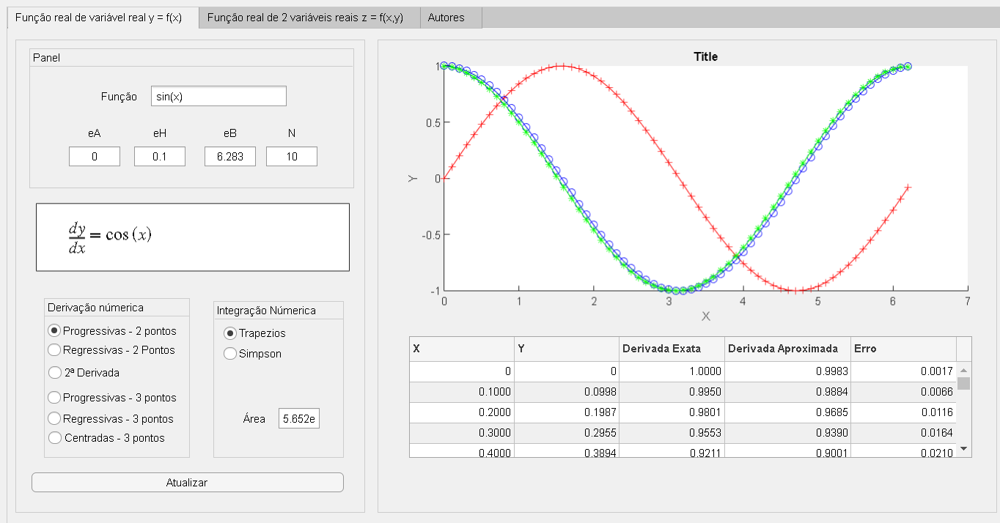 Função real de variável real y = f(x)
Função real de 2 variáveis reais z = f(x,y)
Autores
Panel
Função
sin(x)
eA eH eB N
0 0.1 6.283 10
dy/dx = cos (x)
Derivação númerica
Progressivas - 2 pontos
Regressivas - 2 Pontos
2ª Derivada
Progressivas - 3 pontos
Regressivas - 3 pontos
Centradas - 3 pontos
Integração Númerica
Trapezios
Simpson
Área 5.652e
Atualizar
Title
1
0.5
0
-0.5
-1
Y
0 1 2 3 4 5 6 7
X
X Y Derivada Exata Derivada Aproximada Erro
0 0 1.0000 0.9983 0.0017
0.1000 0.0998 0.9950 0.9884 0.0066
0.2000 0.1987 0.9801 0.9685 0.0116
0.3000 0.2955 0.9553 0.9390 0.0164
0.4000 0.3894 0.9211 0.9001 0.0210